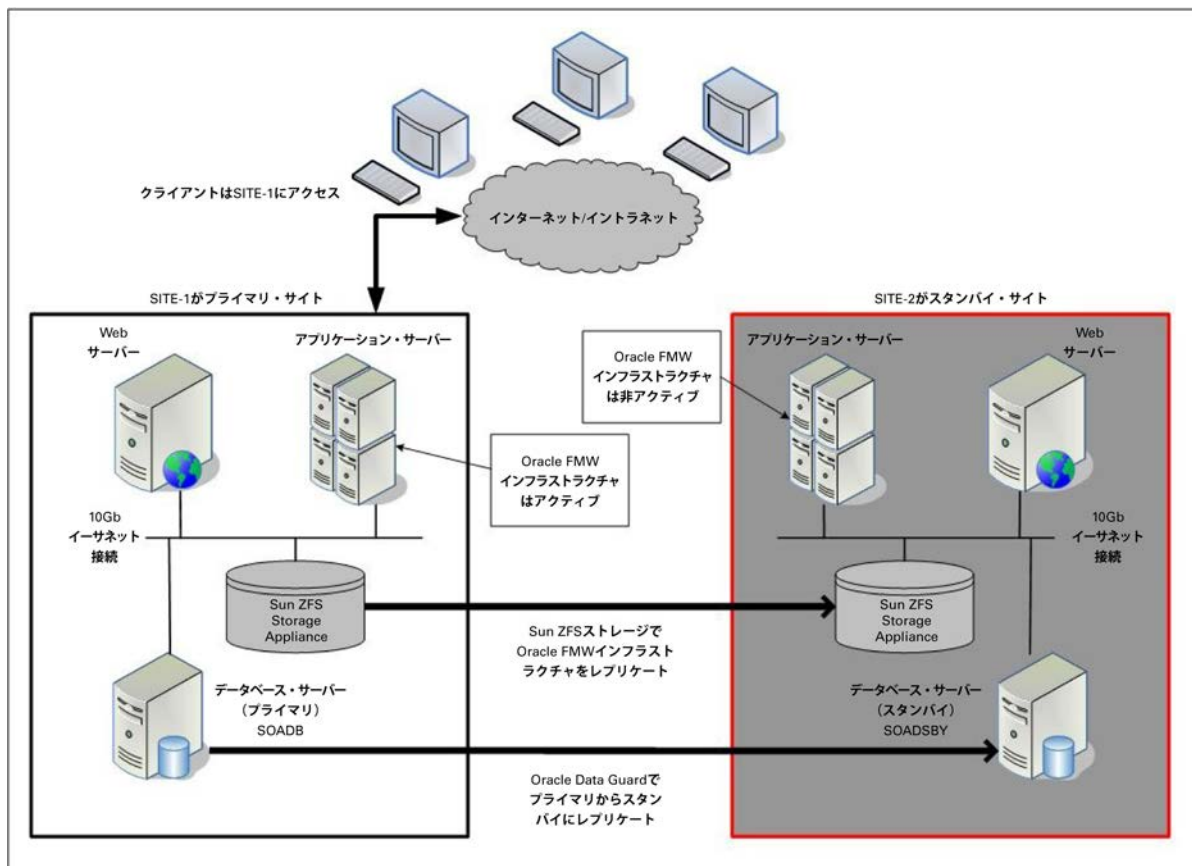 クライアントはSITE-1にアクセス
インターネット/イントラネット
SITE-1がプライマリ・サイト
SITE-2がスタンバイ・サイト
Web
サーバー
アプリケーション・サーバー
Oracle FMW
インフラストラクチャ
はアクティブ
10Gb
イーサネット
接続
Sun ZFS
Storage
Appliance
データベース・サーバー
(プライマリ)
SOADB
Oracle FMW
インフラストラクチャ
は非アクティブ
アプリケーション・サーバー
Web
サーバー
10Gb
イーサネット
接続
Sun ZFS
Storage
Appliance
Sun ZFSストレージで
Oracle FMWインフラスト
ラクチャをレプリケート
データベース・サーバー
(スタンバイ)
SOADSBY
Oracle Data Guardで
プライマリからスタン
バイにレプリケート